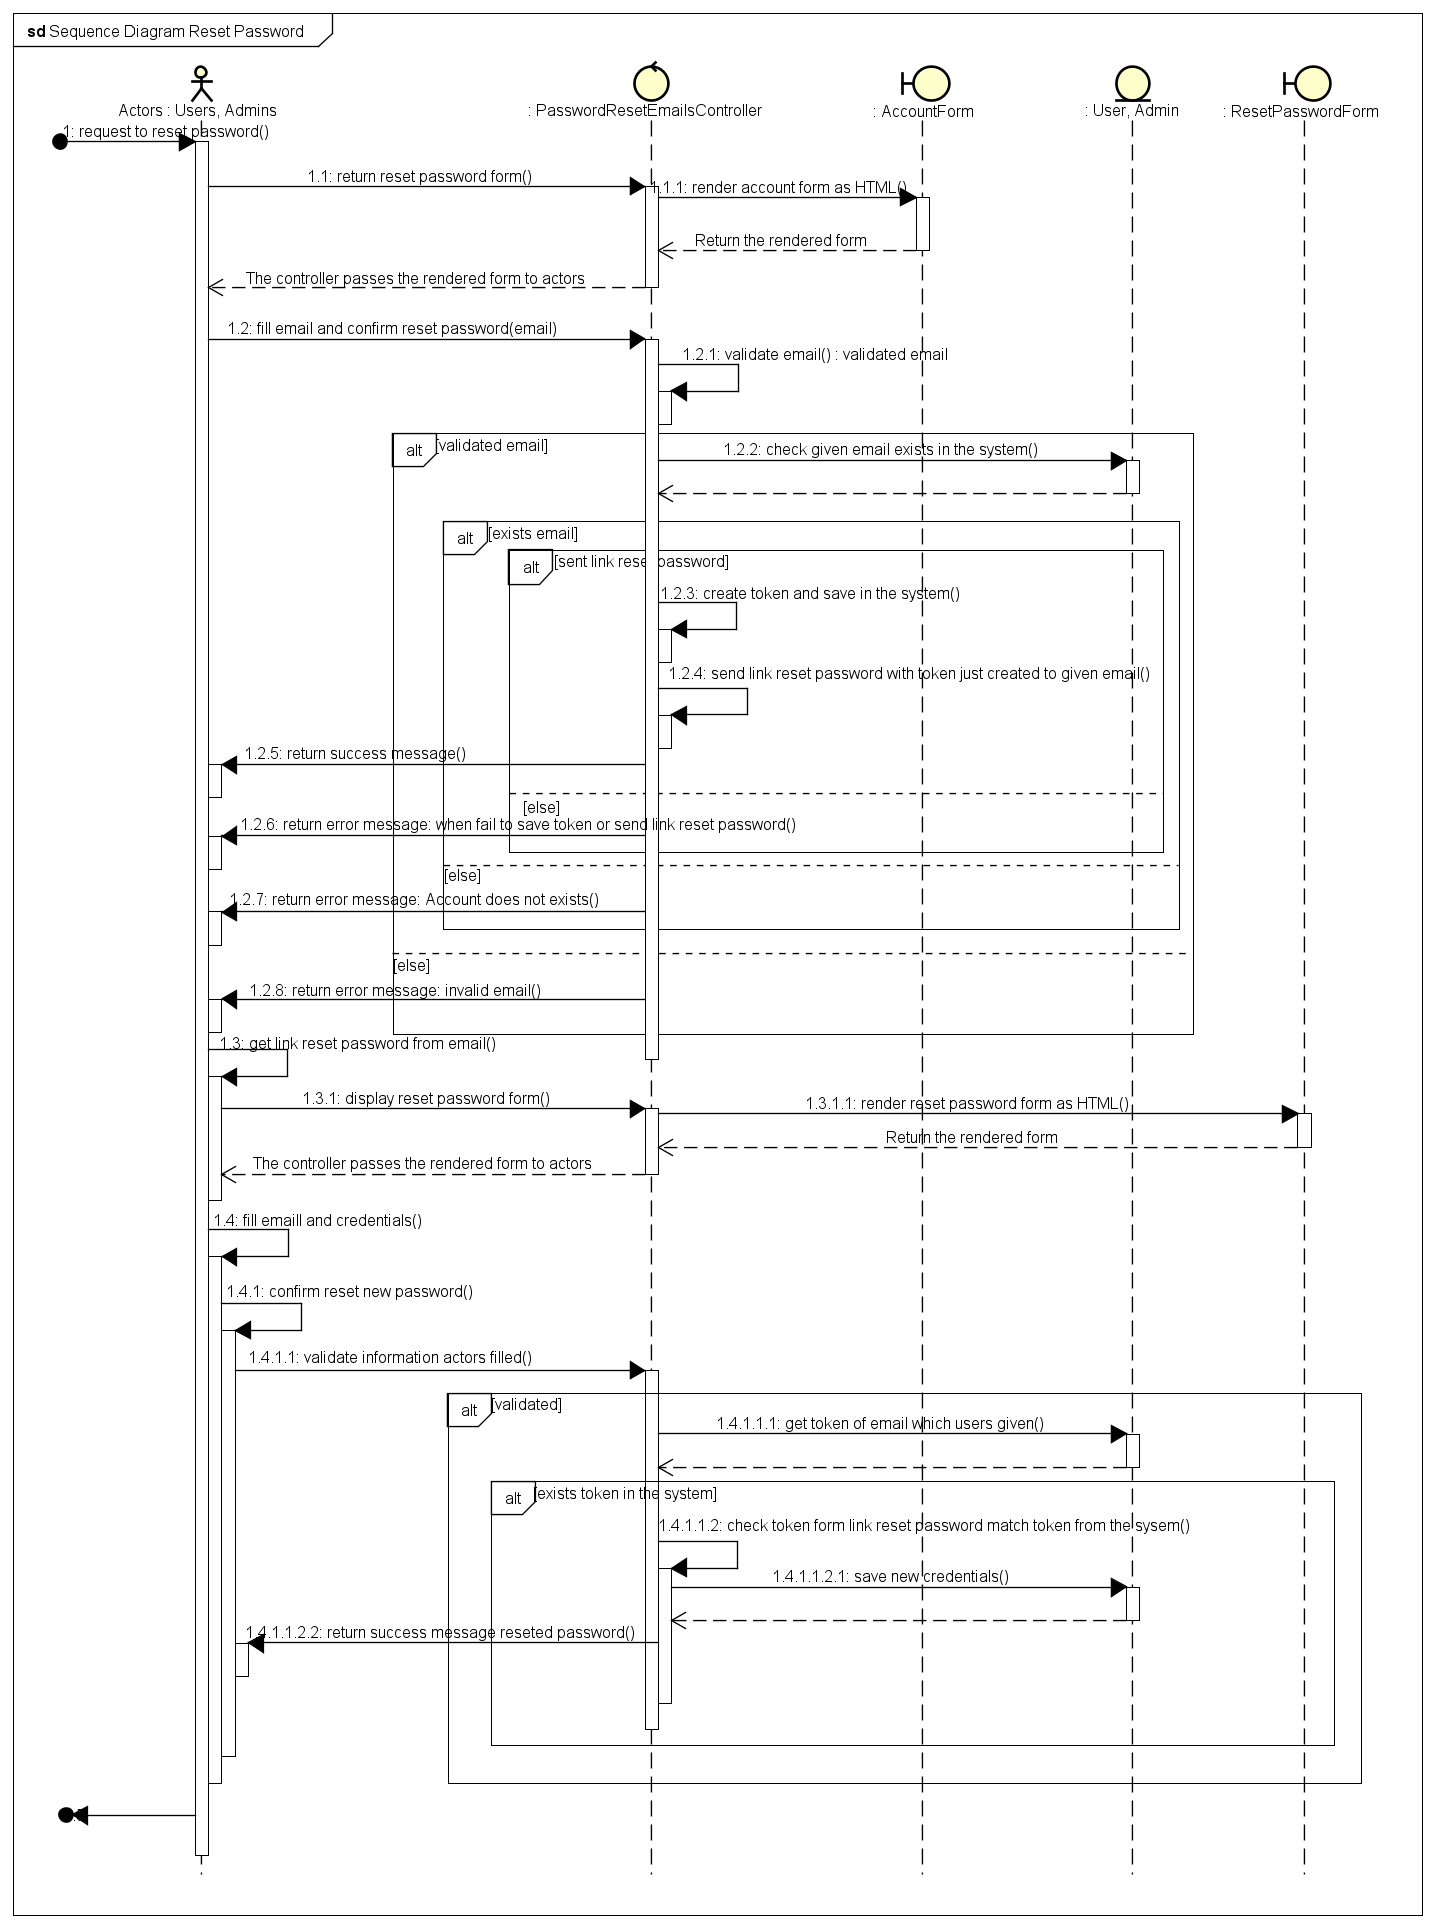 sd Sequence Diagram Reset Password
Actors : Users, Admins
: PasswordResetEmailsController
: AccountForm
: User, Admin
: ResetPasswordForm
1: request to reset password()
1.1: return reset password form()
1.1.1: render account form as HTML()
Return the rendered form
The controller passes the rendered form to actors
1.2: fill email and confirm reset password(email)
1.2.1: validate email() : validated email
alt
[validated email]
1.2.2: check given email exists in the system()
alt
[exists email]
alt
[sent link reset password]
1.2.3: create token and save in the system()
1.2.4: send link reset password with token just created to given email()
1.2.5: return success message()
[else]
1.2.6: return error message: when fail to save token or send link reset password()
[else]
1.2.7: return error message: Account does not exists()
[else]
1.2.8: return error message: invalid email()
1.3: get link reset password from email()
1.3.1: display reset password form()
1.3.1.1: render reset password form as HTML()
Return the rendered form
The controller passes the rendered form to actors
1.4: fill emaill and credentials()
1.4.1: confirm reset new password()
1.4.1.1: validate information actors filled()
alt
[validated]
1.4.1.1.1: get token of email which users given()
alt
[exists token in the system]
1.4.1.1.2: check token form link reset password match token from the sysem()
1.4.1.1.2.1: save new credentials()
1.4.1.1.2.2: return success message reseted password()